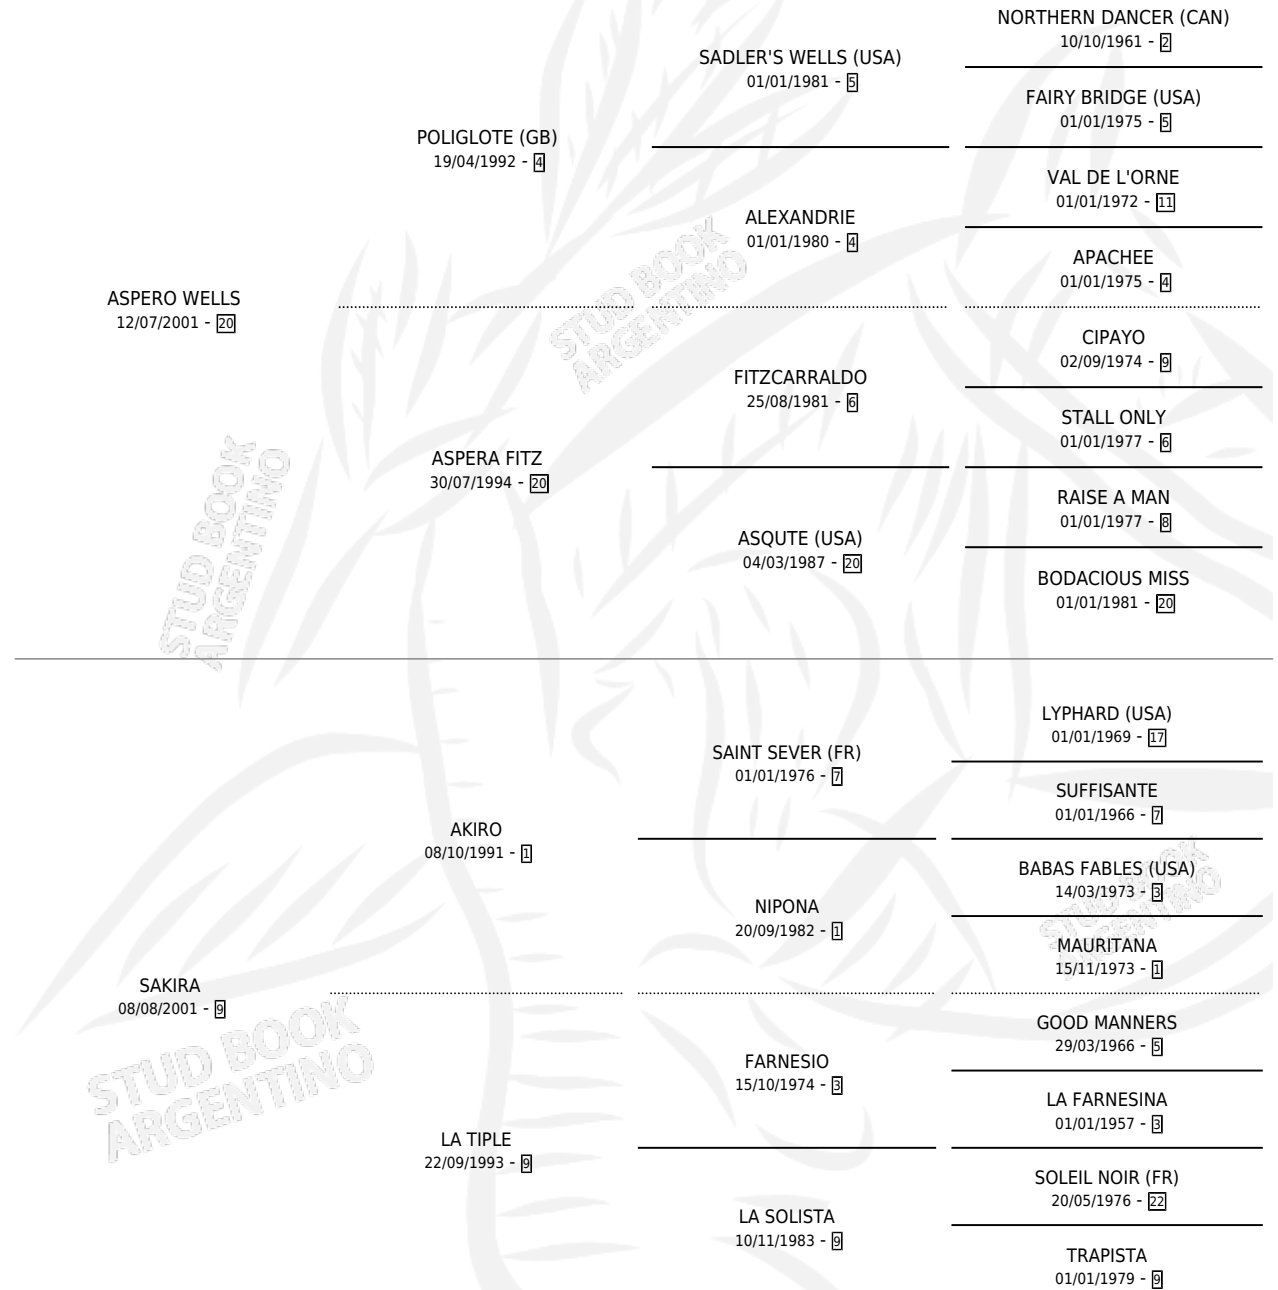 NORTHERN DANCER (CAN)
10/10/1961 - 2
SADLER'S WELLS (USA)
01/01/1981 - 5
FAIRY BRIDGE (USA)
01/01/1975 - 5
POLIGLOTE (GB)
19/04/1992 - 4
VAL DE L'ORNE
01/01/1972 - 11
ALEXANDRIE
01/01/1980 - 4
APACHEE
01/01/1975 - 4
ASPERO WELLS
12/07/2001 - 20
CIPAYO
02/09/1974 - 9
FITZCARRALDO
25/08/1981 - 6
STALL ONLY
01/01/1977 - 6
ASPERA FITZ
30/07/1994 - 20
RAISE A MAN
01/01/1977 - 8
ASQUTE (USA)
04/03/1987 - 20
BODACIOUS MISS
01/01/1981 - 20
STUD BOOK
ARGENTINO
STUD BOOK
ARGENTINO
LYPHARD (USA)
01/01/1969 - 17
SAINT SEVER (FR)
01/01/1976 - 7
SUFFISANTE
01/01/1966 - 7
AKIRO
08/10/1991 - 1
BABAS FABLES (USA)
14/03/1973 - 3
NIPONA
20/09/1982 - 1
MAURITANA
15/11/1973 - 1
SAKIRA
08/08/2001 - 9
GOOD MANNERS
29/03/1966 - 5
FARNESIO
15/10/1974 - 3
LA FARNESINA
01/01/1957 - 3
LA TIPLE
22/09/1993 - 9
SOLEIL NOIR (FR)
20/05/1976 - 22
LA SOLISTA
10/11/1983 - 9
TRAPISTA
01/01/1979 - 9
STUD BOOK
ARGENTINO
STUD BOOK
ARGENTINO